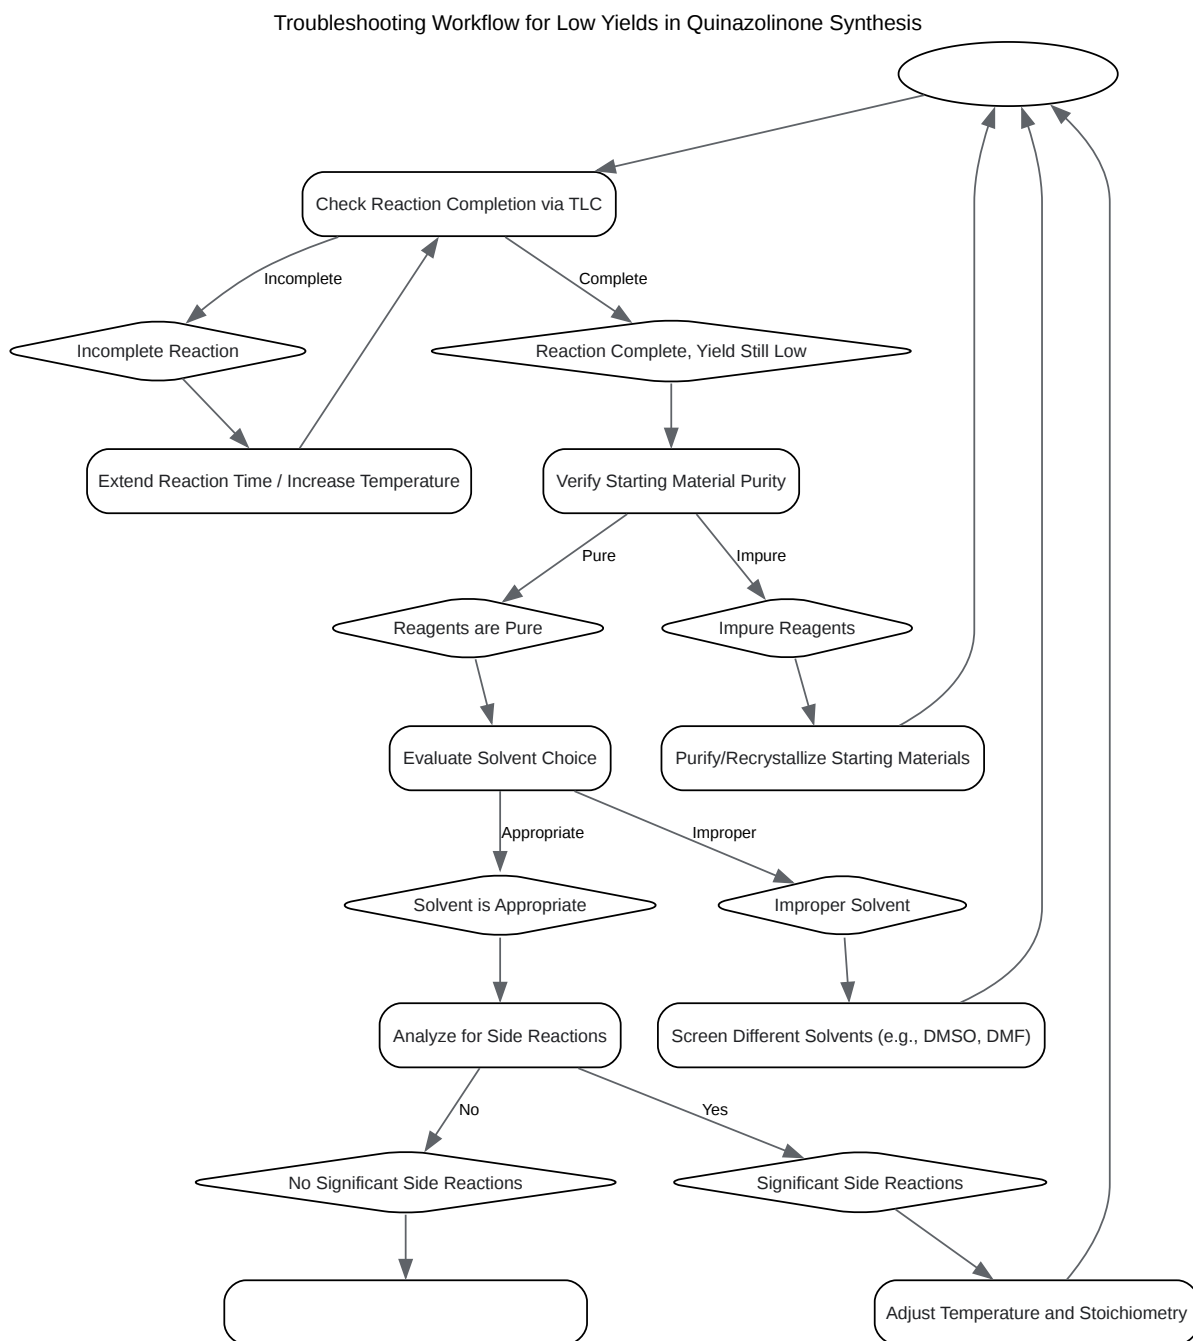 Troubleshooting Workflow for Low Yields in Quinazolinone Synthesis
Check Reaction Completion via TLC
Incomplete
Complete
Incomplete Reaction
Reaction Complete, Yield Still Low
Extend Reaction Time / Increase Temperature
Verify Starting Material Purity
Pure
Impure
Reagents are Pure
Impure Reagents
Evaluate Solvent Choice
Purify/Recrystallize Starting Materials
Appropriate
Improper
Solvent is Appropriate
Improper Solvent
Analyze for Side Reactions
Screen Different Solvents (e.g., DMSO, DMF)
No
Yes
No Significant Side Reactions
Significant Side Reactions
Adjust Temperature and Stoichiometry